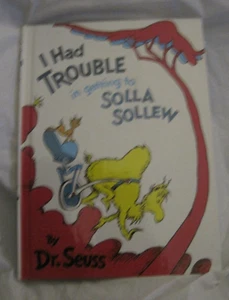 I Had
TROUBLE
in getting to
SOLLA
SOLLEW
By
Dr. Seuss